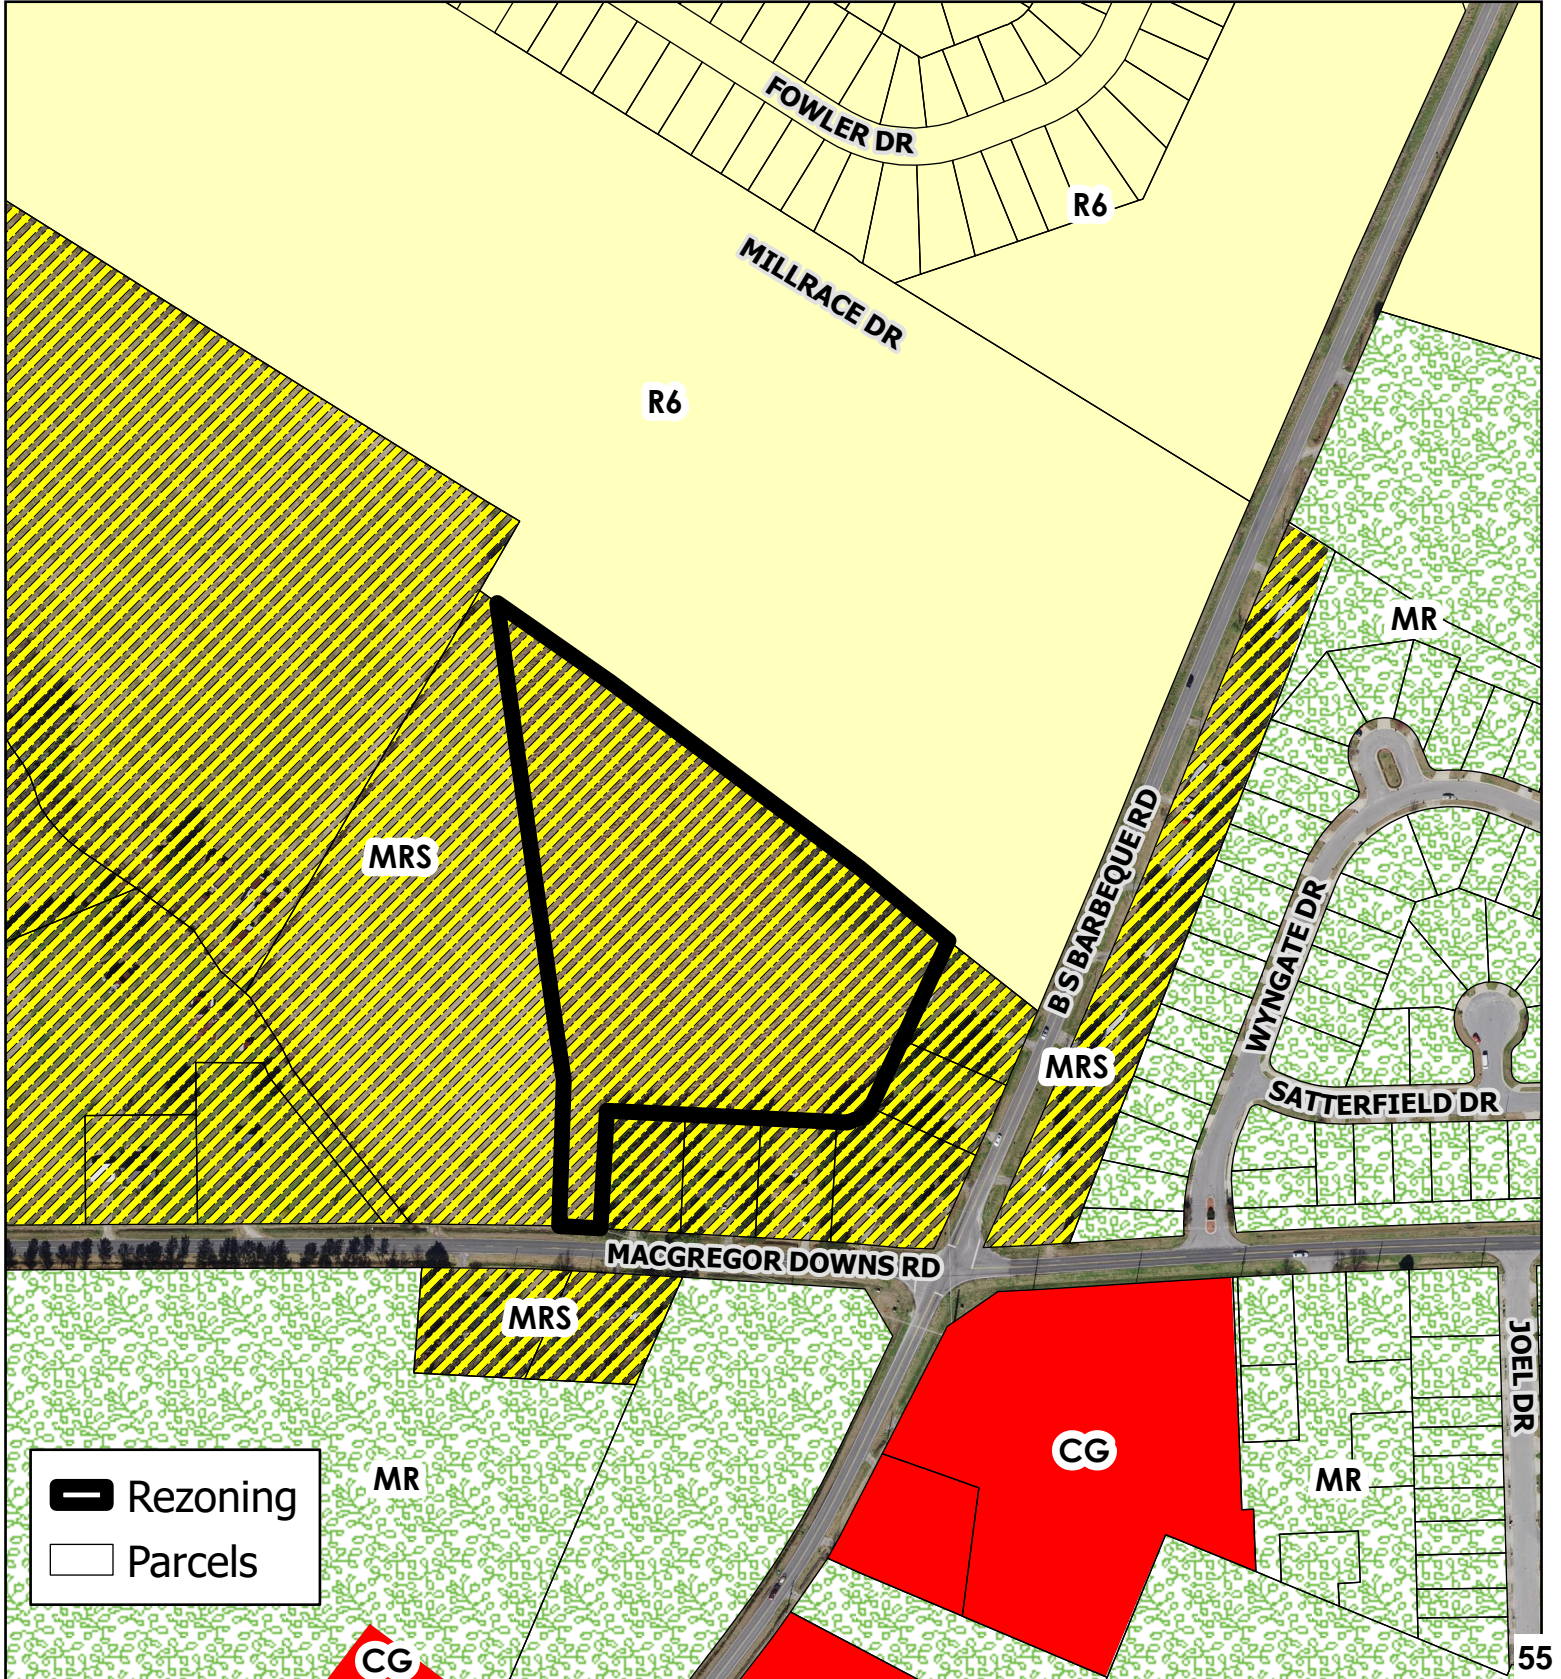 FOWLER DR
R6
MILLRACE DR
R6
MR
MRS
B S BARBEQUE RD
WYNGATE DR
MRS
SATTERFIELD DR
MACGREGOR DOWNS RD
MRS
JOEL DR
CG
MR
MR
Rezoning
Parcels
CG
55